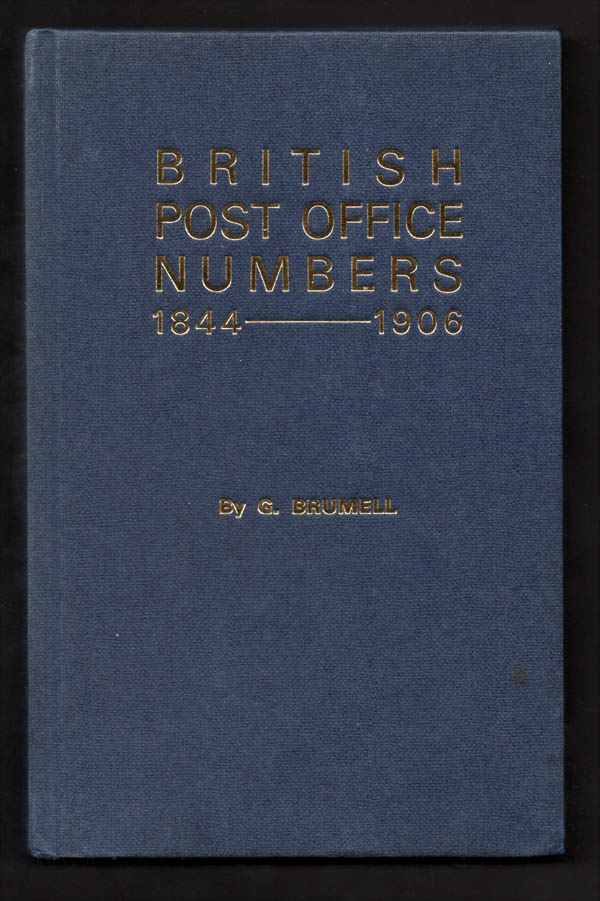 BRITISH
POST OFFICE
NUMBERS
1844——1906
By G. BRUMELL